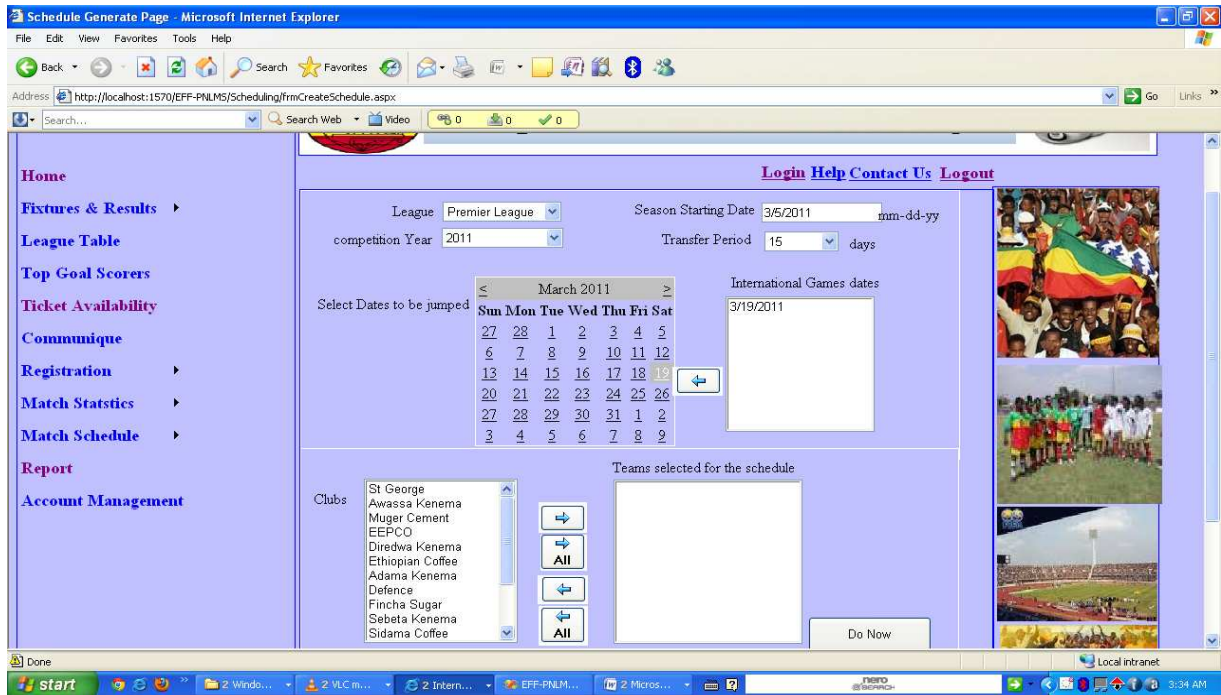 Schedule Generate Page - Microsoft Internet Explorer
File Edit View Favorites Tools Help
Back Search Favorites
Address http://localhost:1570/EFF-PNLMS/Scheduling/frmCreateSchedule.aspx Go Links »
Search... Search Web Video 0 0 0
Login Help Contact Us Logout
Home
Fixtures & Results
League Table
Top Goal Scorers
Ticket Availability
Communique
Registration
Match Statstics
Match Schedule
Report
Account Management
League Premier League Season Starting Date 3/5/2011 mm-dd-yy
competition Year 2011 Transfer Period 15 days
Select Dates to be jumped
< March 2011 >
Sun Mon Tue Wed Thu Fri Sat
27 28 1 2 3 4 5
6 7 8 9 10 11 12
13 14 15 16 17 18 19
20 21 22 23 24 25 26
27 28 29 30 31 1 2
3 4 5 6 7 8 9
International Games dates
3/19/2011
Clubs
St George
Awassa Kenema
Muger Cement
EEPCO
Diredwa Kenema
Ethiopian Coffee
Adama Kenema
Defence
Fincha Sugar
Sebeta Kenema
Sidama Coffee
All
All
Teams selected for the schedule
Do Now
Done Local intranet
start » 2 Windo... 2 VLC m... 2 Intern... EFF-PNLM... 2 Micros... nero SEARCH 3:34 AM